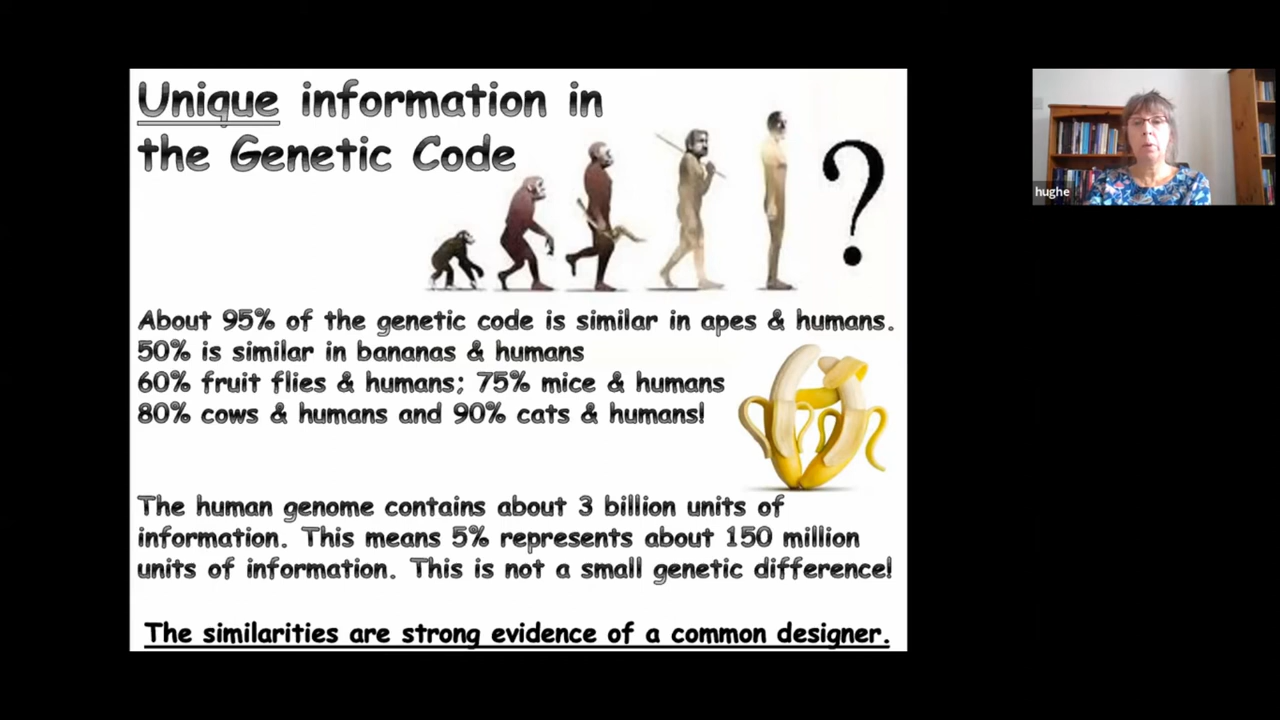 Unique information in
the Genetic Code
?
About 95% of the genetic code is similar in apes & humans.
50% is similar in bananas & humans
60% fruit flies & humans; 75% mice & humans
80% cows & humans and 90% cats & humans!
The human genome contains about 3 billion units of
information. This means 5% represents about 150 million
units of information. This is not a small genetic difference!
The similarities are strong evidence of a common designer.
hughe